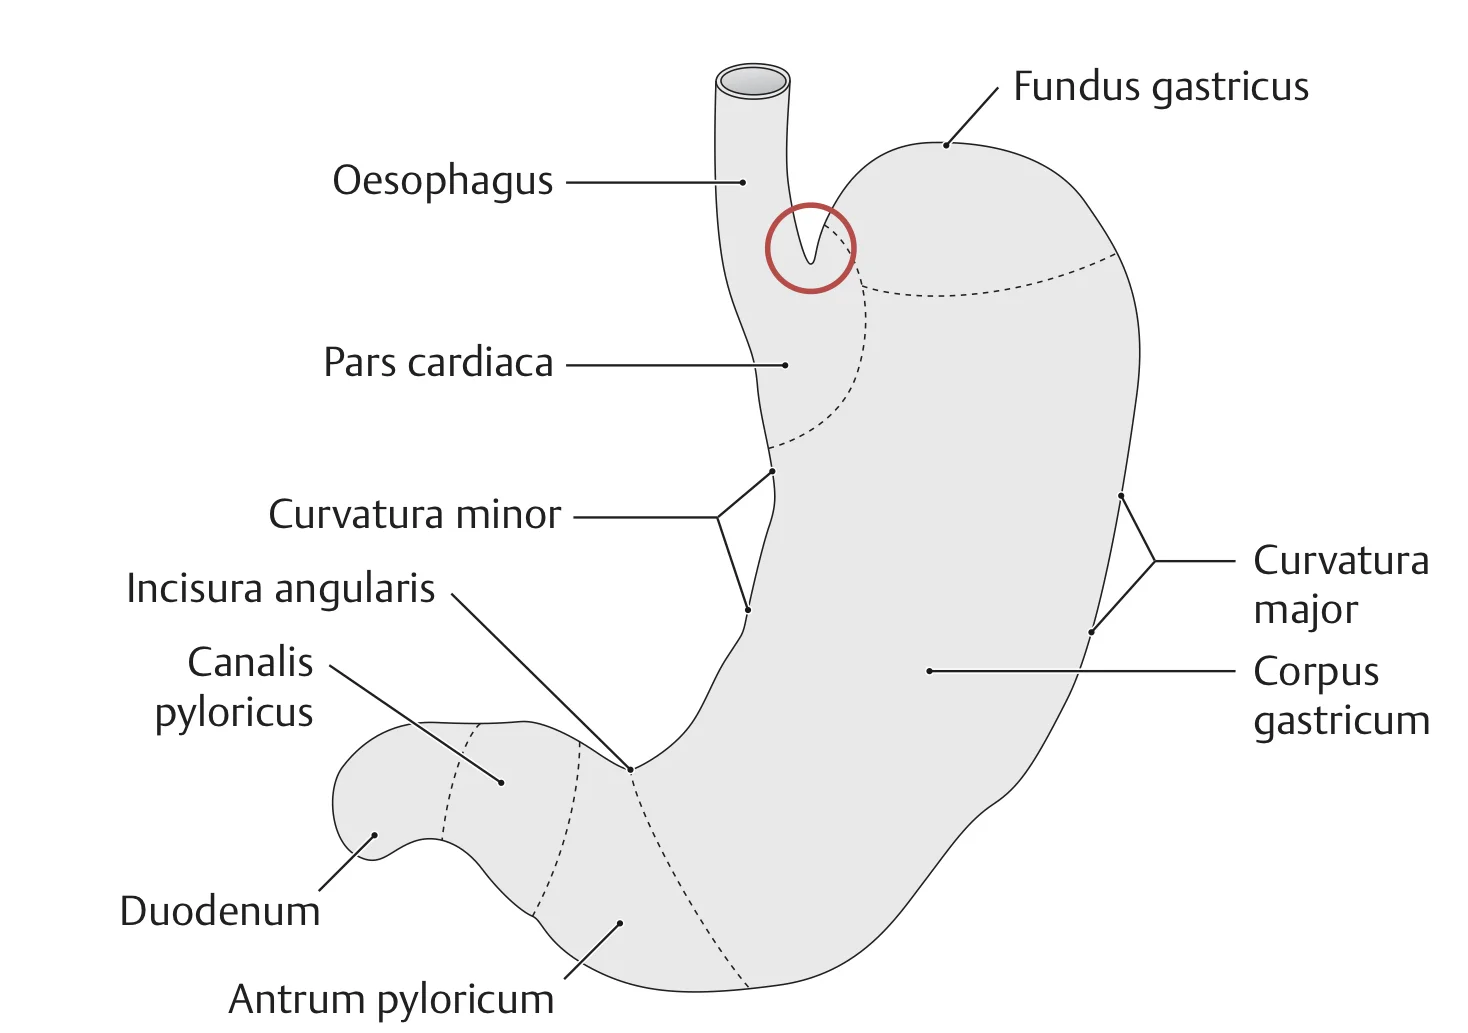 Fundus gastricus
Oesophagus
Pars cardiaca
Curvatura minor
Incisura angularis
Canalis
pyloricus
Curvatura
major
Corpus
gastricum
Duodenum
Antrum pyloricum